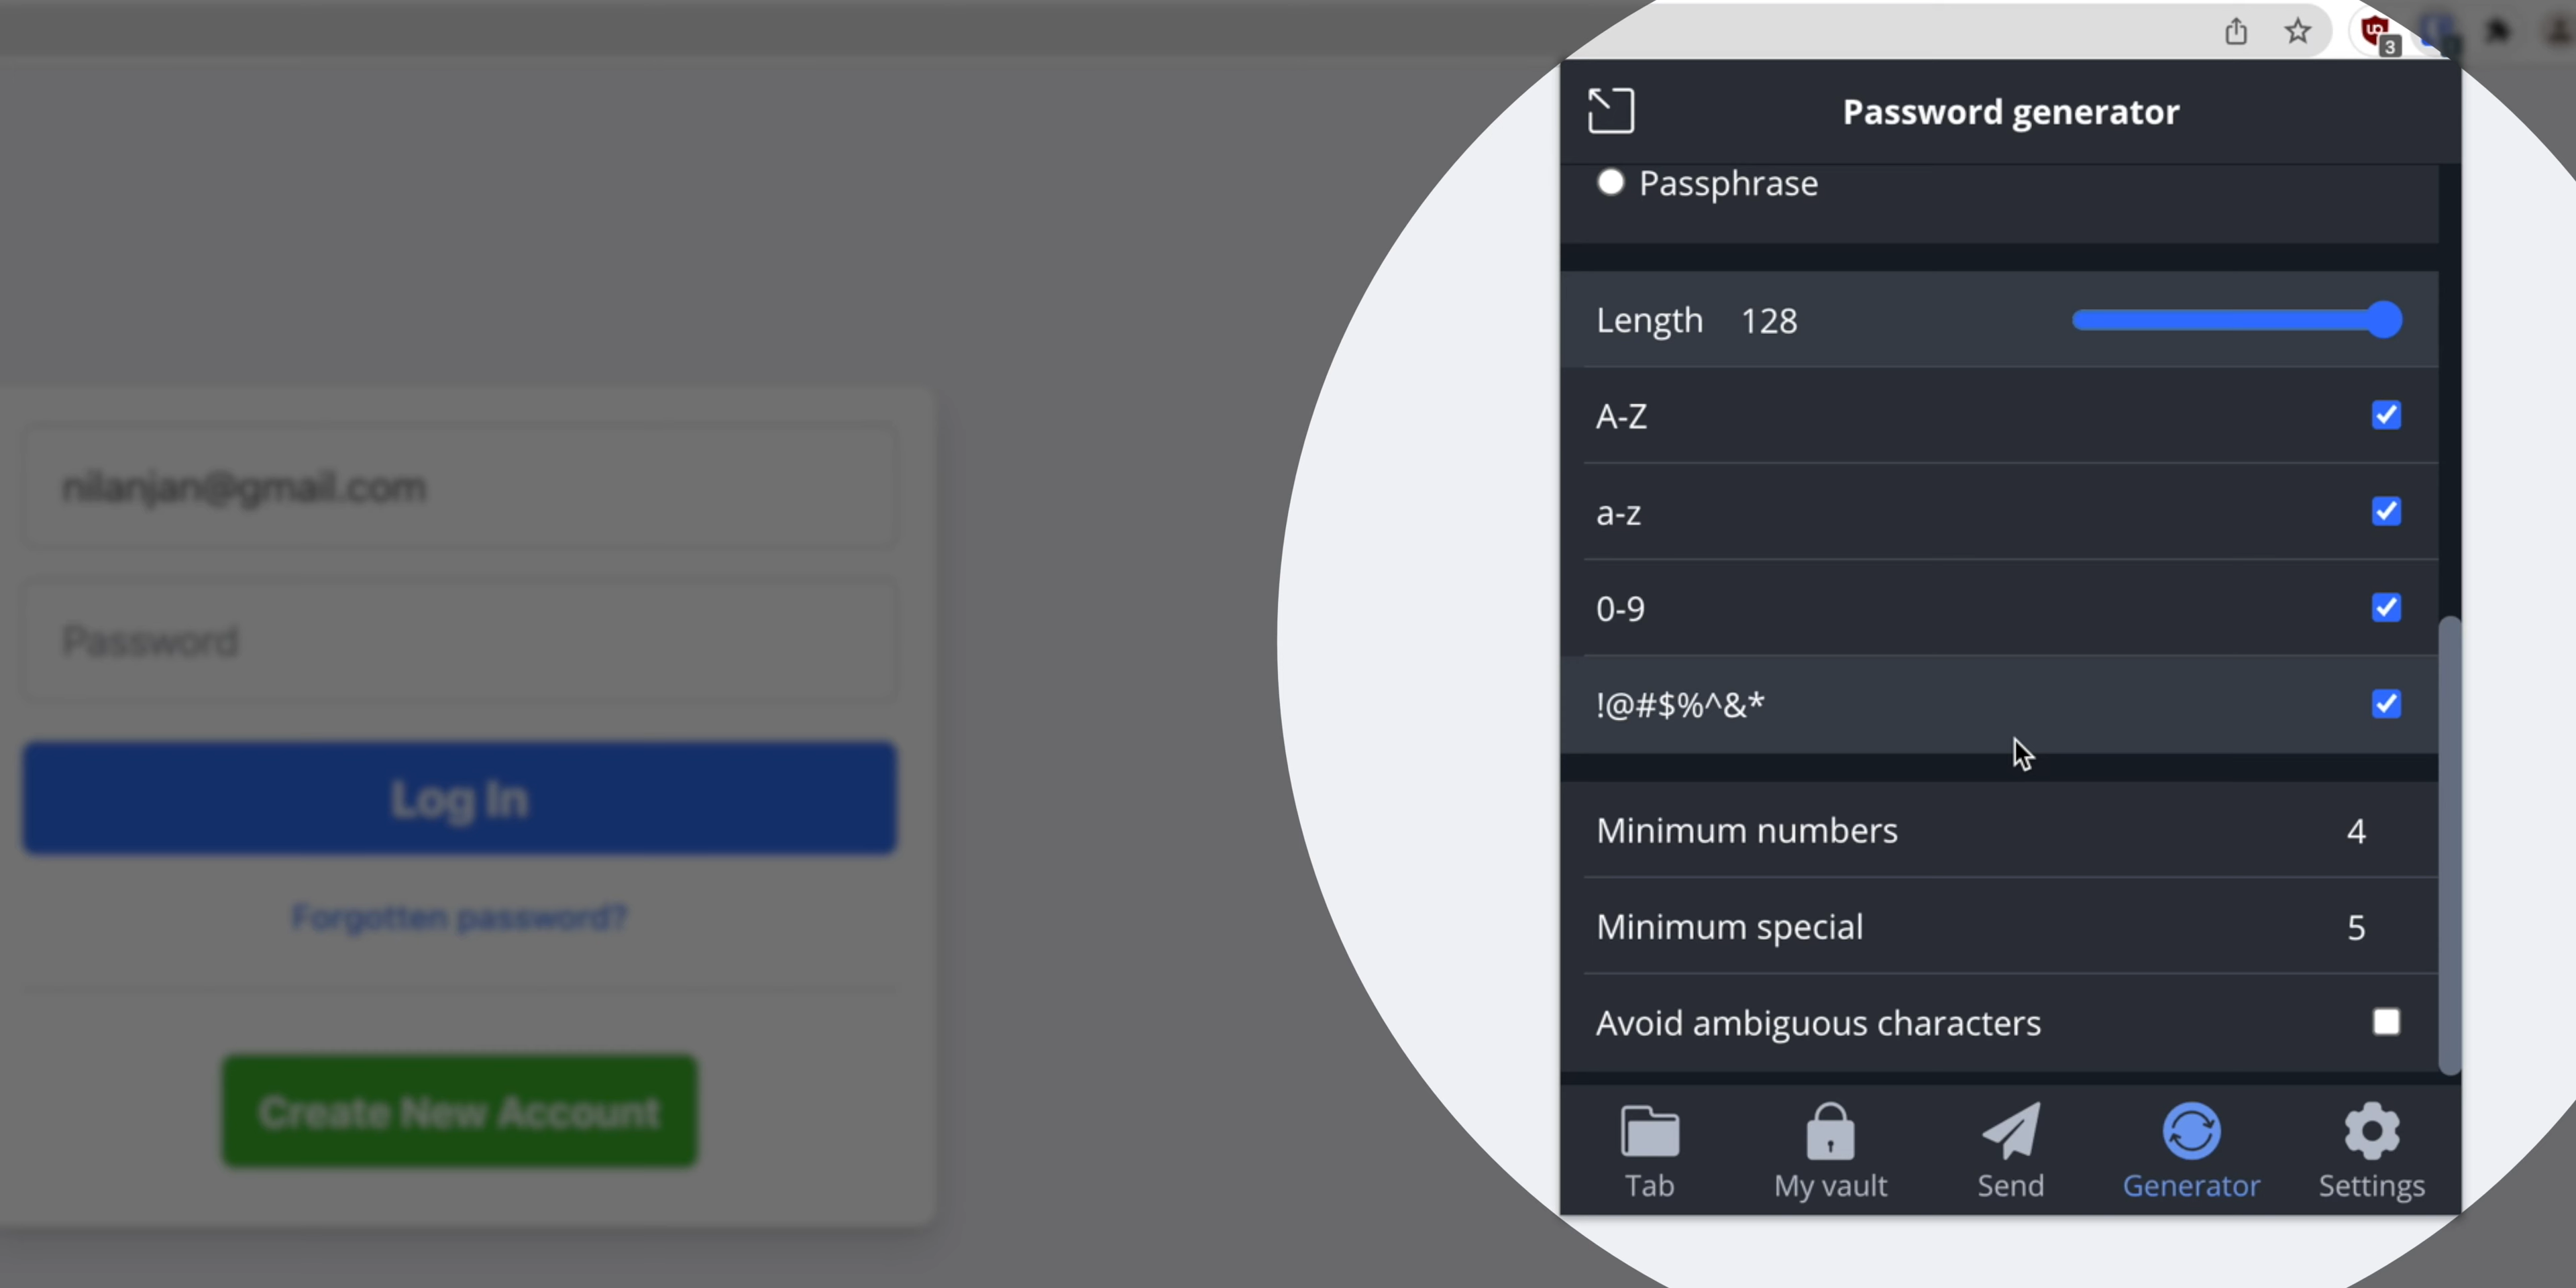 3
Password generator
Passphrase
Length 128
A-Z
a-z
0-9
!@#$%^&*
Minimum numbers 4
Minimum special 5
Avoid ambiguous characters
Tab My vault Send Generator Settings
nilanjan@gmail.com
Password
Log In
Forgotten password?
Create New Account